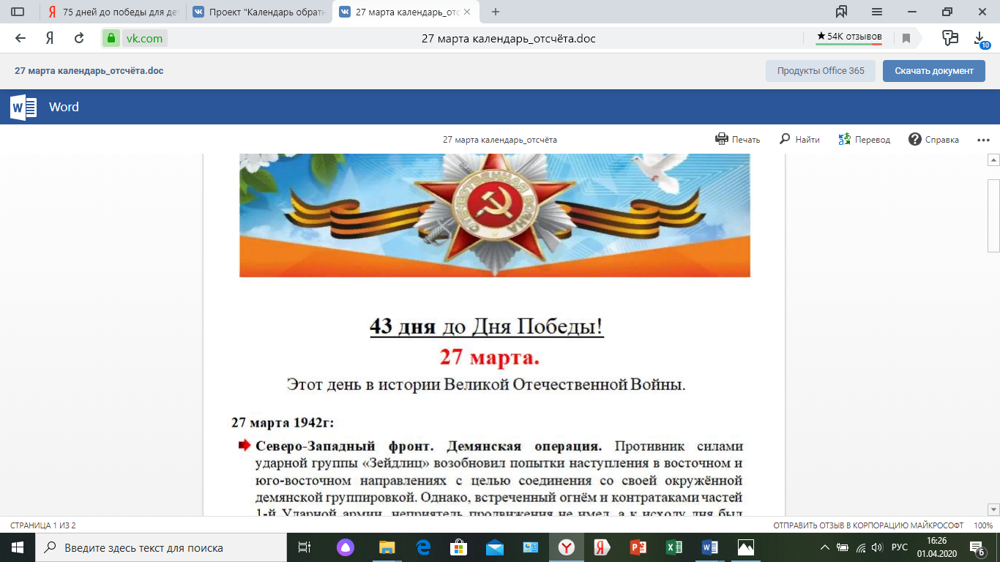 75 дней до победы для де
Проект "Календарь обратн
27 марта календарь_отс
vk.com
27 марта календарь_отсчёта.doc
★54K отзывов
10
27 марта календарь_отсчёта.doc
Продукты Office 365
Скачать документ
W
Word
27 марта календарь_отсчёта
Печать
Найти
Перевод
Справка
ОТЕЧЕСТВЕННАЯ ВОЙНА
43 дня до Дня Победы!
27 марта.
Этот день в истории Великой Отечественной Войны.
27 марта 1942г:
Северо-Западный фронт. Демянская операция. Противник силами
ударной группы «Зейдлиц» возобновил попытки наступления в восточном и
юго-восточном направлениях с целью соединения со своей окружённой
демянской группировкой. Однако, встреченный огнём и контратаками частей
1-й Ударной армии, неприятель продвижения не имел, а к исходу дня был
СТРАНИЦА 1 ИЗ 2
ОТПРАВИТЬ ОТЗЫВ В КОРПОРАЦИЮ МАЙКРОСОФТ
100%
Введите здесь текст для поиска
РУС
16:26
01.04.2020
6